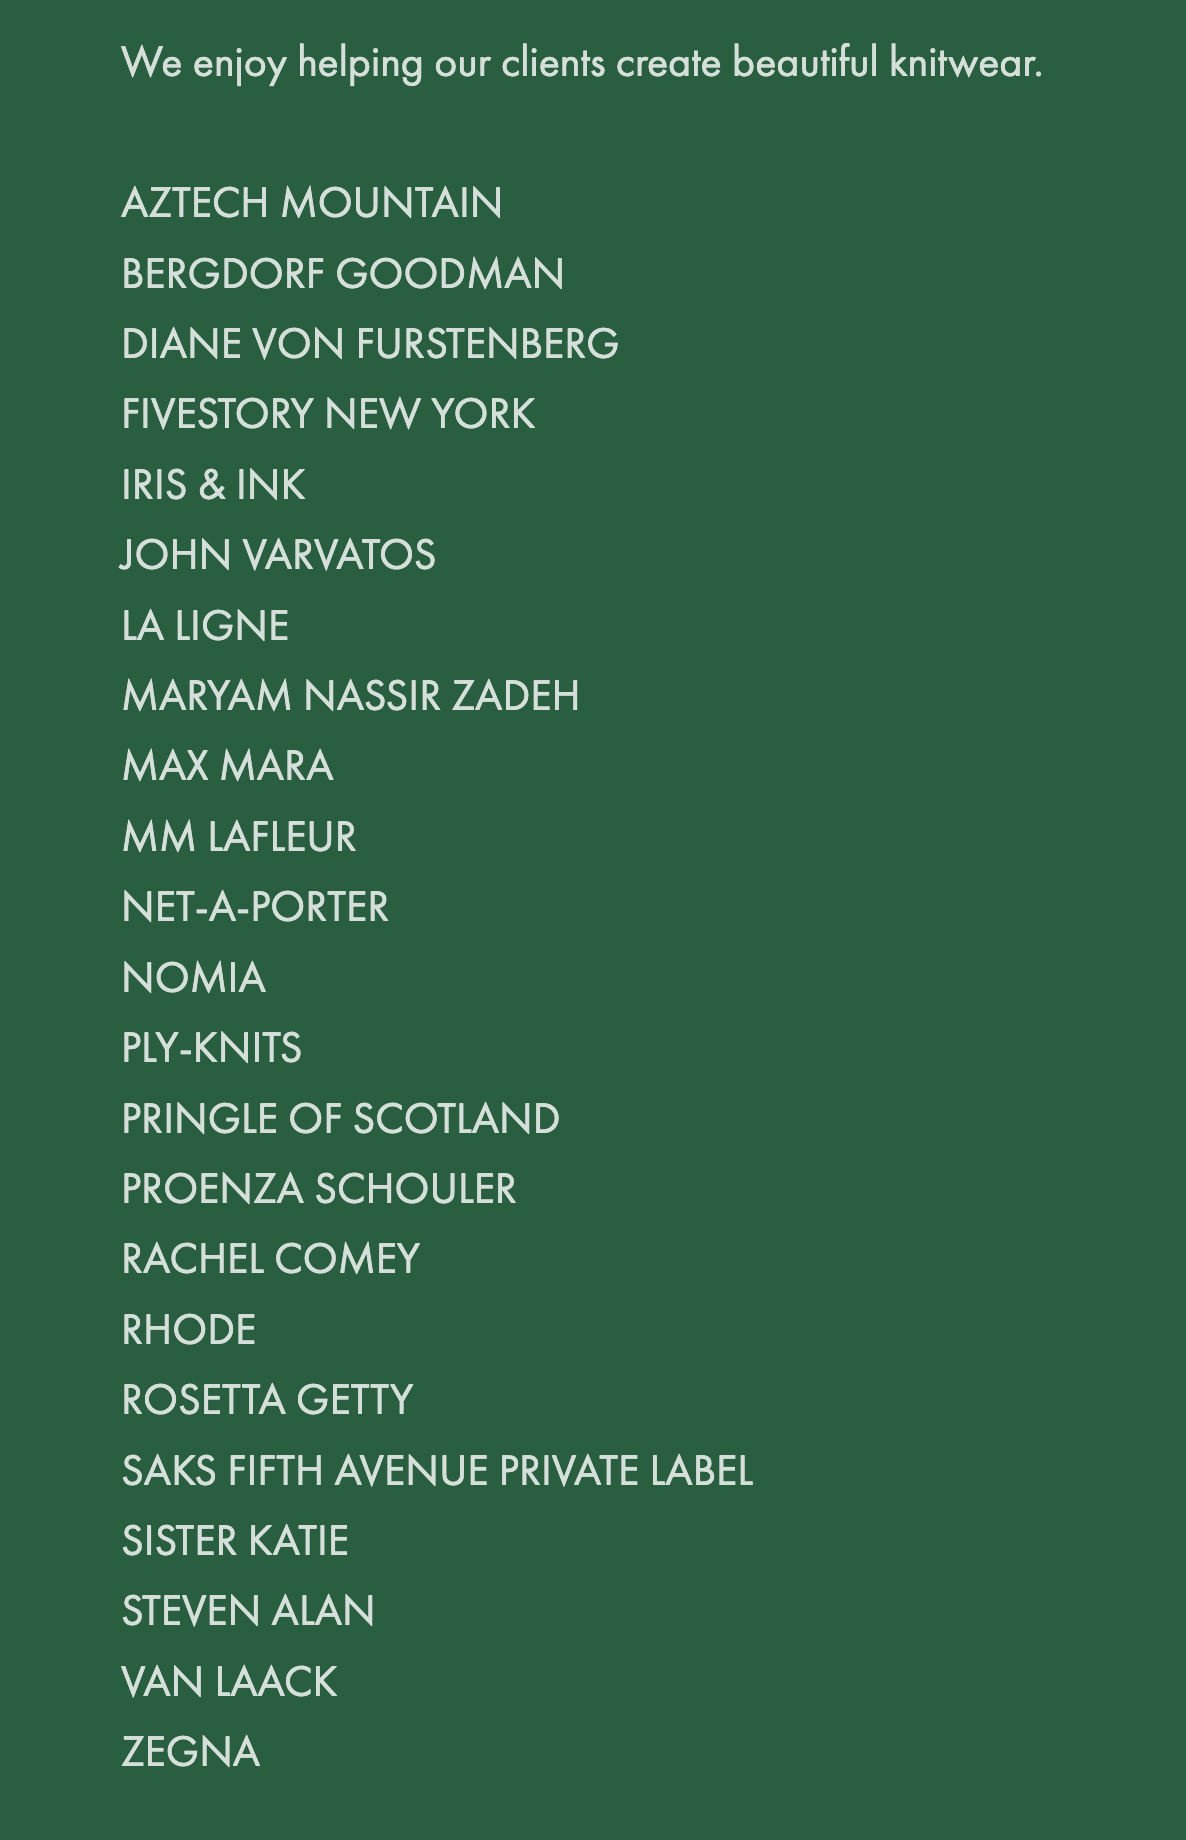 We enjoy helping our clients create beautiful knitwear.
AZTECH MOUNTAIN
BERGDORF GOODMAN
DIANE VON FURSTENBERG
FIVESTORY NEW YORK
IRIS & INK
JOHN VARVATOS
LA LIGNE
MARYAM NASSIR ZADEH
MAX MARA
MM LAFLEUR
NET-A-PORTER
NOMIA
PLY-KNITS
PRINGLE OF SCOTLAND
PROENZA SCHOULER
RACHEL COMEY
RHODE
ROSETTA GETTY
SAKS FIFTH AVENUE PRIVATE LABEL
SISTER KATIE
STEVEN ALAN
VAN LAACK
ZEGNA